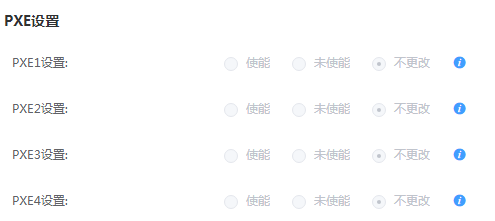 PXE设置
PXE1设置: 使能 未使能 不更改
PXE2设置: 使能 未使能 不更改
PXE3设置: 使能 未使能 不更改
PXE4设置: 使能 未使能 不更改